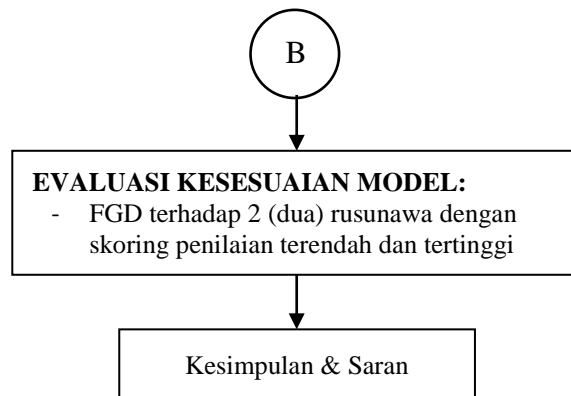 B
EVALUASI KESESUAIAN MODEL:
- FGD terhadap 2 (dua) rusunawa dengan
skoring penilaian terendah dan tertinggi
Kesimpulan & Saran